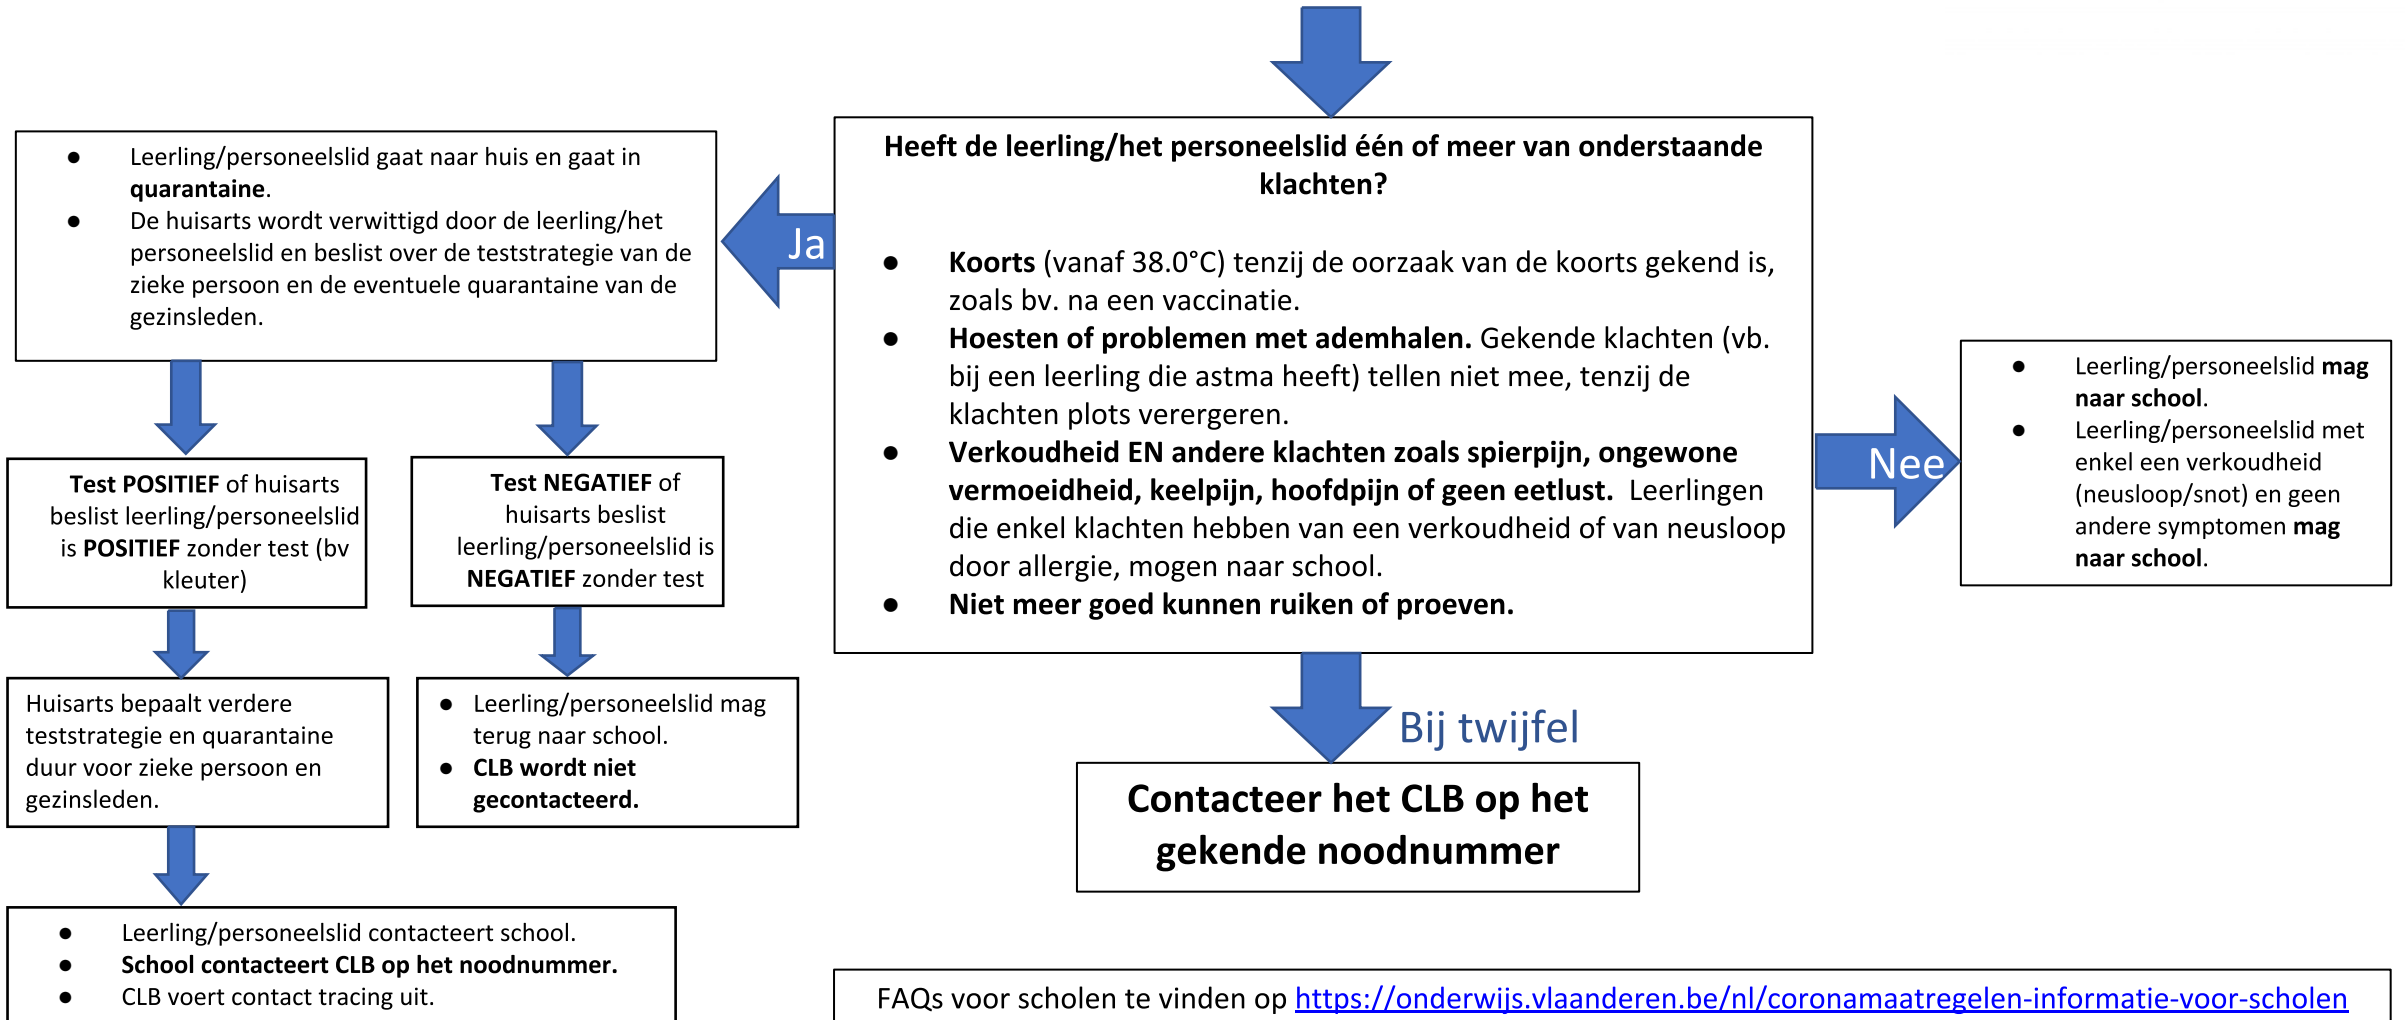 Heeft de leerling/het personeelslid één of meer van onderstaande
klachten?
● Koorts (vanaf 38.0°C) tenzij de oorzaak van de koorts gekend is,
zoals bv. na een vaccinatie.
● Hoesten of problemen met ademhalen. Gekende klachten (vb.
bij een leerling die astma heeft) tellen niet mee, tenzij de
klachten plots verergeren.
● Verkoudheid EN andere klachten zoals spierpijn, ongewone
vermoeidheid, keelpijn, hoofdpijn of geen eetlust. Leerlingen
die enkel klachten hebben van een verkoudheid of van neusloop
door allergie, mogen naar school.
● Niet meer goed kunnen ruiken of proeven.
Ja
● Leerling/personeelslid gaat naar huis en gaat in
quarantaine.
● De huisarts wordt verwittigd door de leerling/het
personeelslid en beslist over de teststrategie van de
zieke persoon en de eventuele quarantaine van de
gezinsleden.
Test POSITIEF of huisarts
beslist leerling/personeelslid
is POSITIEF zonder test (bv
kleuter)
Huisarts bepaalt verdere
teststrategie en quarantaine
duur voor zieke persoon en
gezinsleden.
● Leerling/personeelslid contacteert school.
● School contacteert CLB op het noodnummer.
● CLB voert contact tracing uit.
Test NEGATIEF of
huisarts beslist
leerling/personeelslid is
NEGATIEF zonder test
● Leerling/personeelslid mag
terug naar school.
● CLB wordt niet
gecontacteerd.
Nee
● Leerling/personeelslid mag
naar school.
● Leerling/personeelslid met
enkel een verkoudheid
(neusloop/snot) en geen
andere symptomen mag
naar school.
Bij twijfel
Contacteer het CLB op het
gekende noodnummer
FAQs voor scholen te vinden op https://onderwijs.vlaanderen.be/nl/coronamaatregelen-informatie-voor-scholen